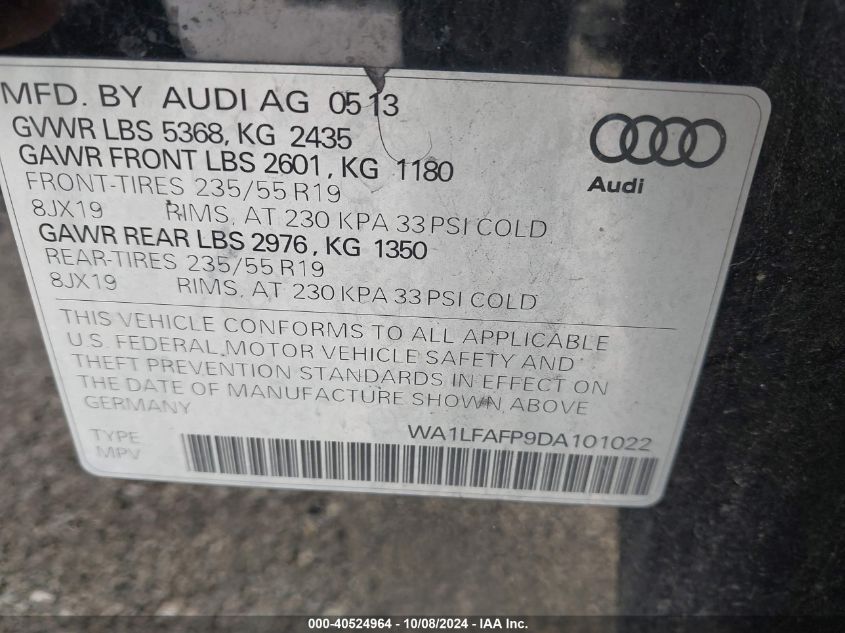 MFD. BY AUDI AG 05 13
GVWR LBS 5368, KG 2435
GAWR FRONT LBS 2601, KG 1180
FRONT-TIRES 235/55 R19
8JX19 RIMS, AT 230 KPA 33 PSI COLD
GAWR REAR LBS 2976, KG 1350
REAR-TIRES 235/55 R19
8JX19 RIMS, AT 230 KPA 33 PSI COLD
Audi
THIS VEHICLE CONFORMS TO ALL APPLICABLE
U.S. FEDERAL MOTOR VEHICLE SAFETY AND
THEFT PREVENTION STANDARDS IN EFFECT ON
THE DATE OF MANUFACTURE SHOWN ABOVE
GERMANY
WA1LFAFP9DA101022
TYPE
MPV
000-40524964 - 10/08/2024 - IAA Inc.